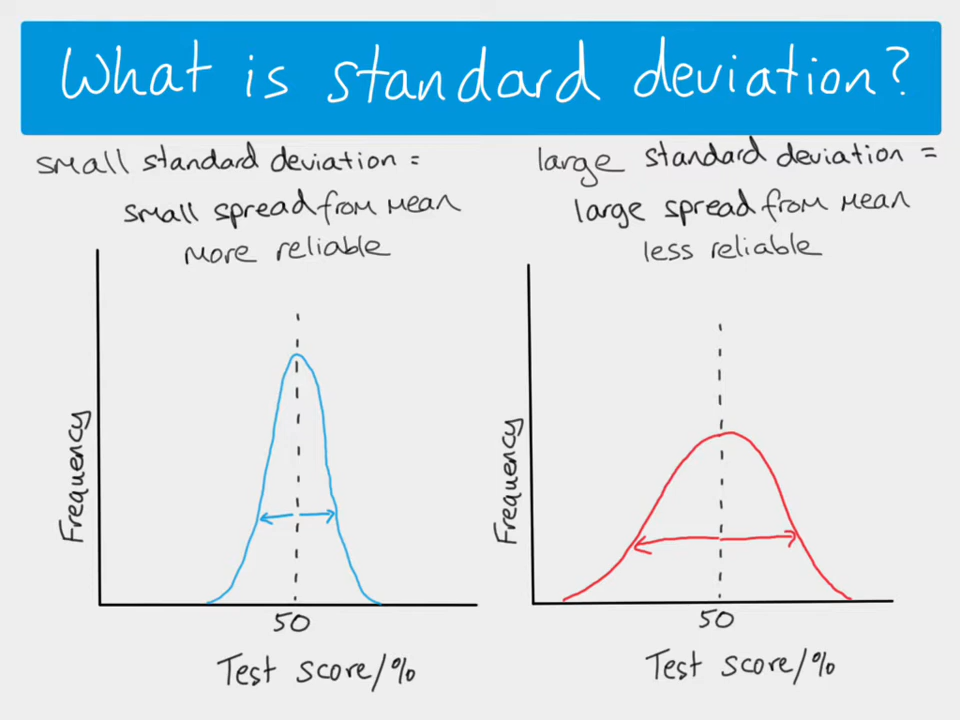 What is standard deviation?
small standard deviation =
small spread from mean
more reliable
Frequency
50
Test score/%
large standard deviation =
large spread from mean
less reliable
Frequency
50
Test score/%